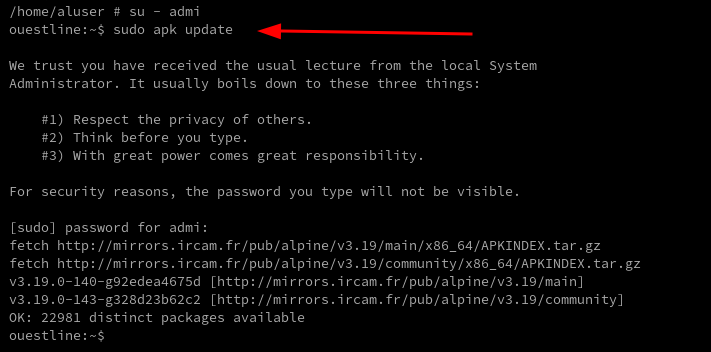 /home/aluser # su - admi
ouestline:~$ sudo apk update
We trust you have received the usual lecture from the local System
Administrator. It usually boils down to these three things:
#1) Respect the privacy of others.
#2) Think before you type.
#3) With great power comes great responsibility.
For security reasons, the password you type will not be visible.
[sudo] password for admi:
fetch http://mirrors.ircam.fr/pub/alpine/v3.19/main/x86_64/APKINDEX.tar.gz
fetch http://mirrors.ircam.fr/pub/alpine/v3.19/community/x86_64/APKINDEX.tar.gz
v3.19.0-140-g92edea4675d [http://mirrors.ircam.fr/pub/alpine/v3.19/main]
v3.19.0-143-g328d23b62c2 [http://mirrors.ircam.fr/pub/alpine/v3.19/community]
OK: 22981 distinct packages available
ouestline:~$